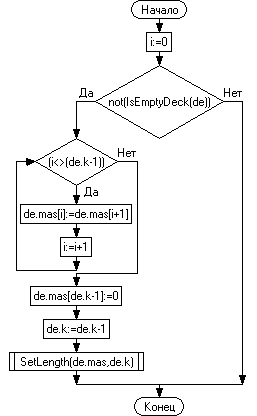 Начало
i:=0
Да
not(IsEmptyDeck(de))
Нет
(i<>(de.k-1))
Нет
Да
de.mas[i]:=de.mas[i+1]
i:=i+1
de.mas[de.k-1]:=0
de.k:=de.k-1
SetLength(de.mas,de.k)
Конец